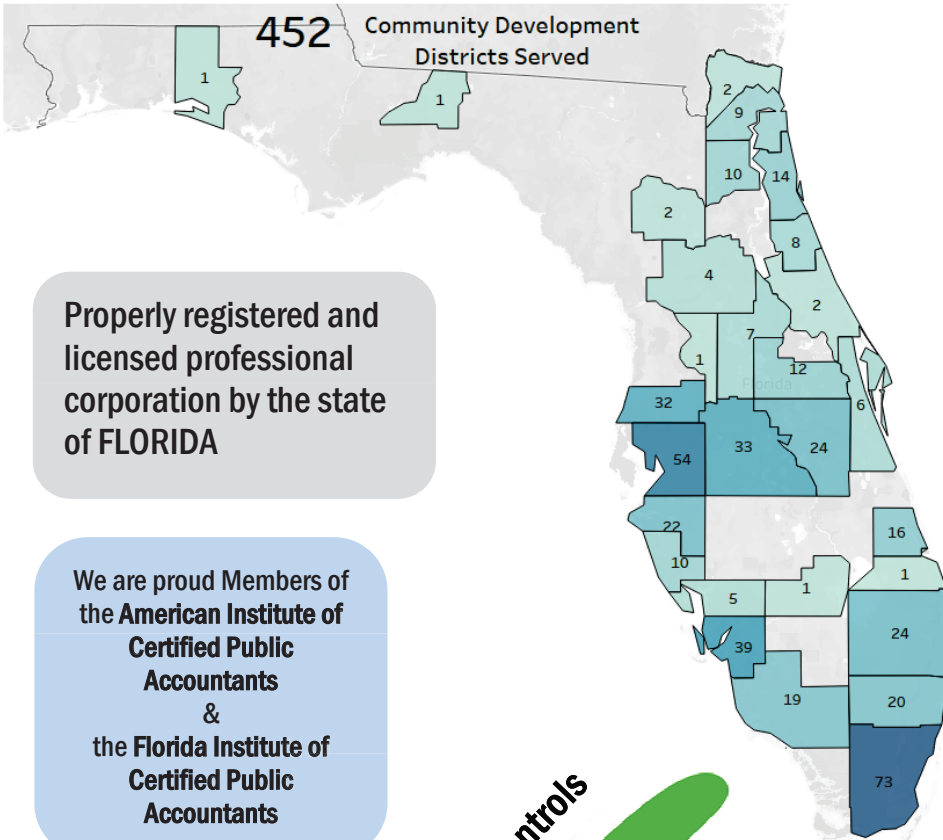 452 Community Development
Districts Served
1
1
2
9
10
14
2
8
4
2
7
1
12
Florida
6
32
33
24
54
22
16
10
1
5
1
24
39
19
20
73
Properly registered and
licensed professional
corporation by the state
of FLORIDA
We are proud Members of
the American Institute of
Certified Public
Accountants
&
the Florida Institute of
Certified Public
Accountants